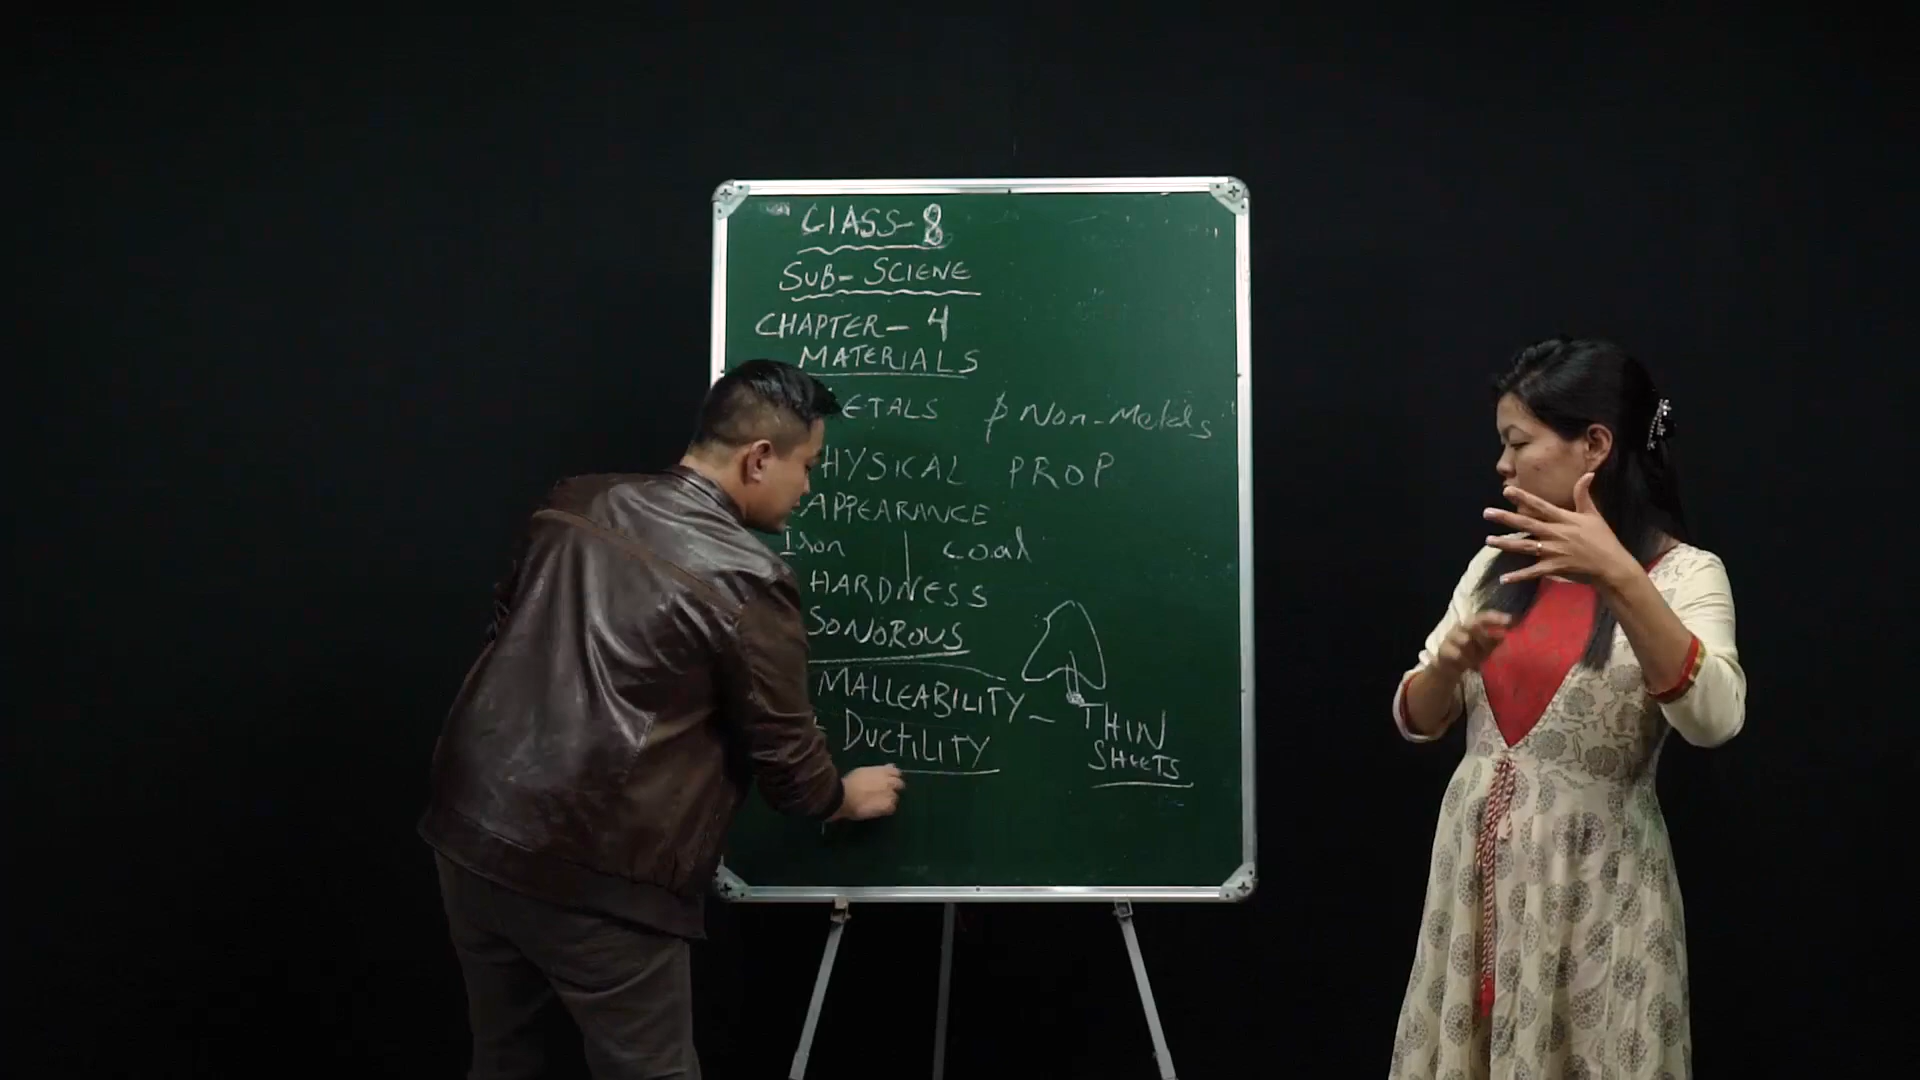 CLASS-8
SUB-SCIENE
CHAPTER-4
MATERIALS
ETALS & Non-Metals
HYSICAL PROP
APPEARANCE
Iron | coal
HARDNESS
SONOROUS
MALLEABILITY - THIN SHEETS
DUCTILITY